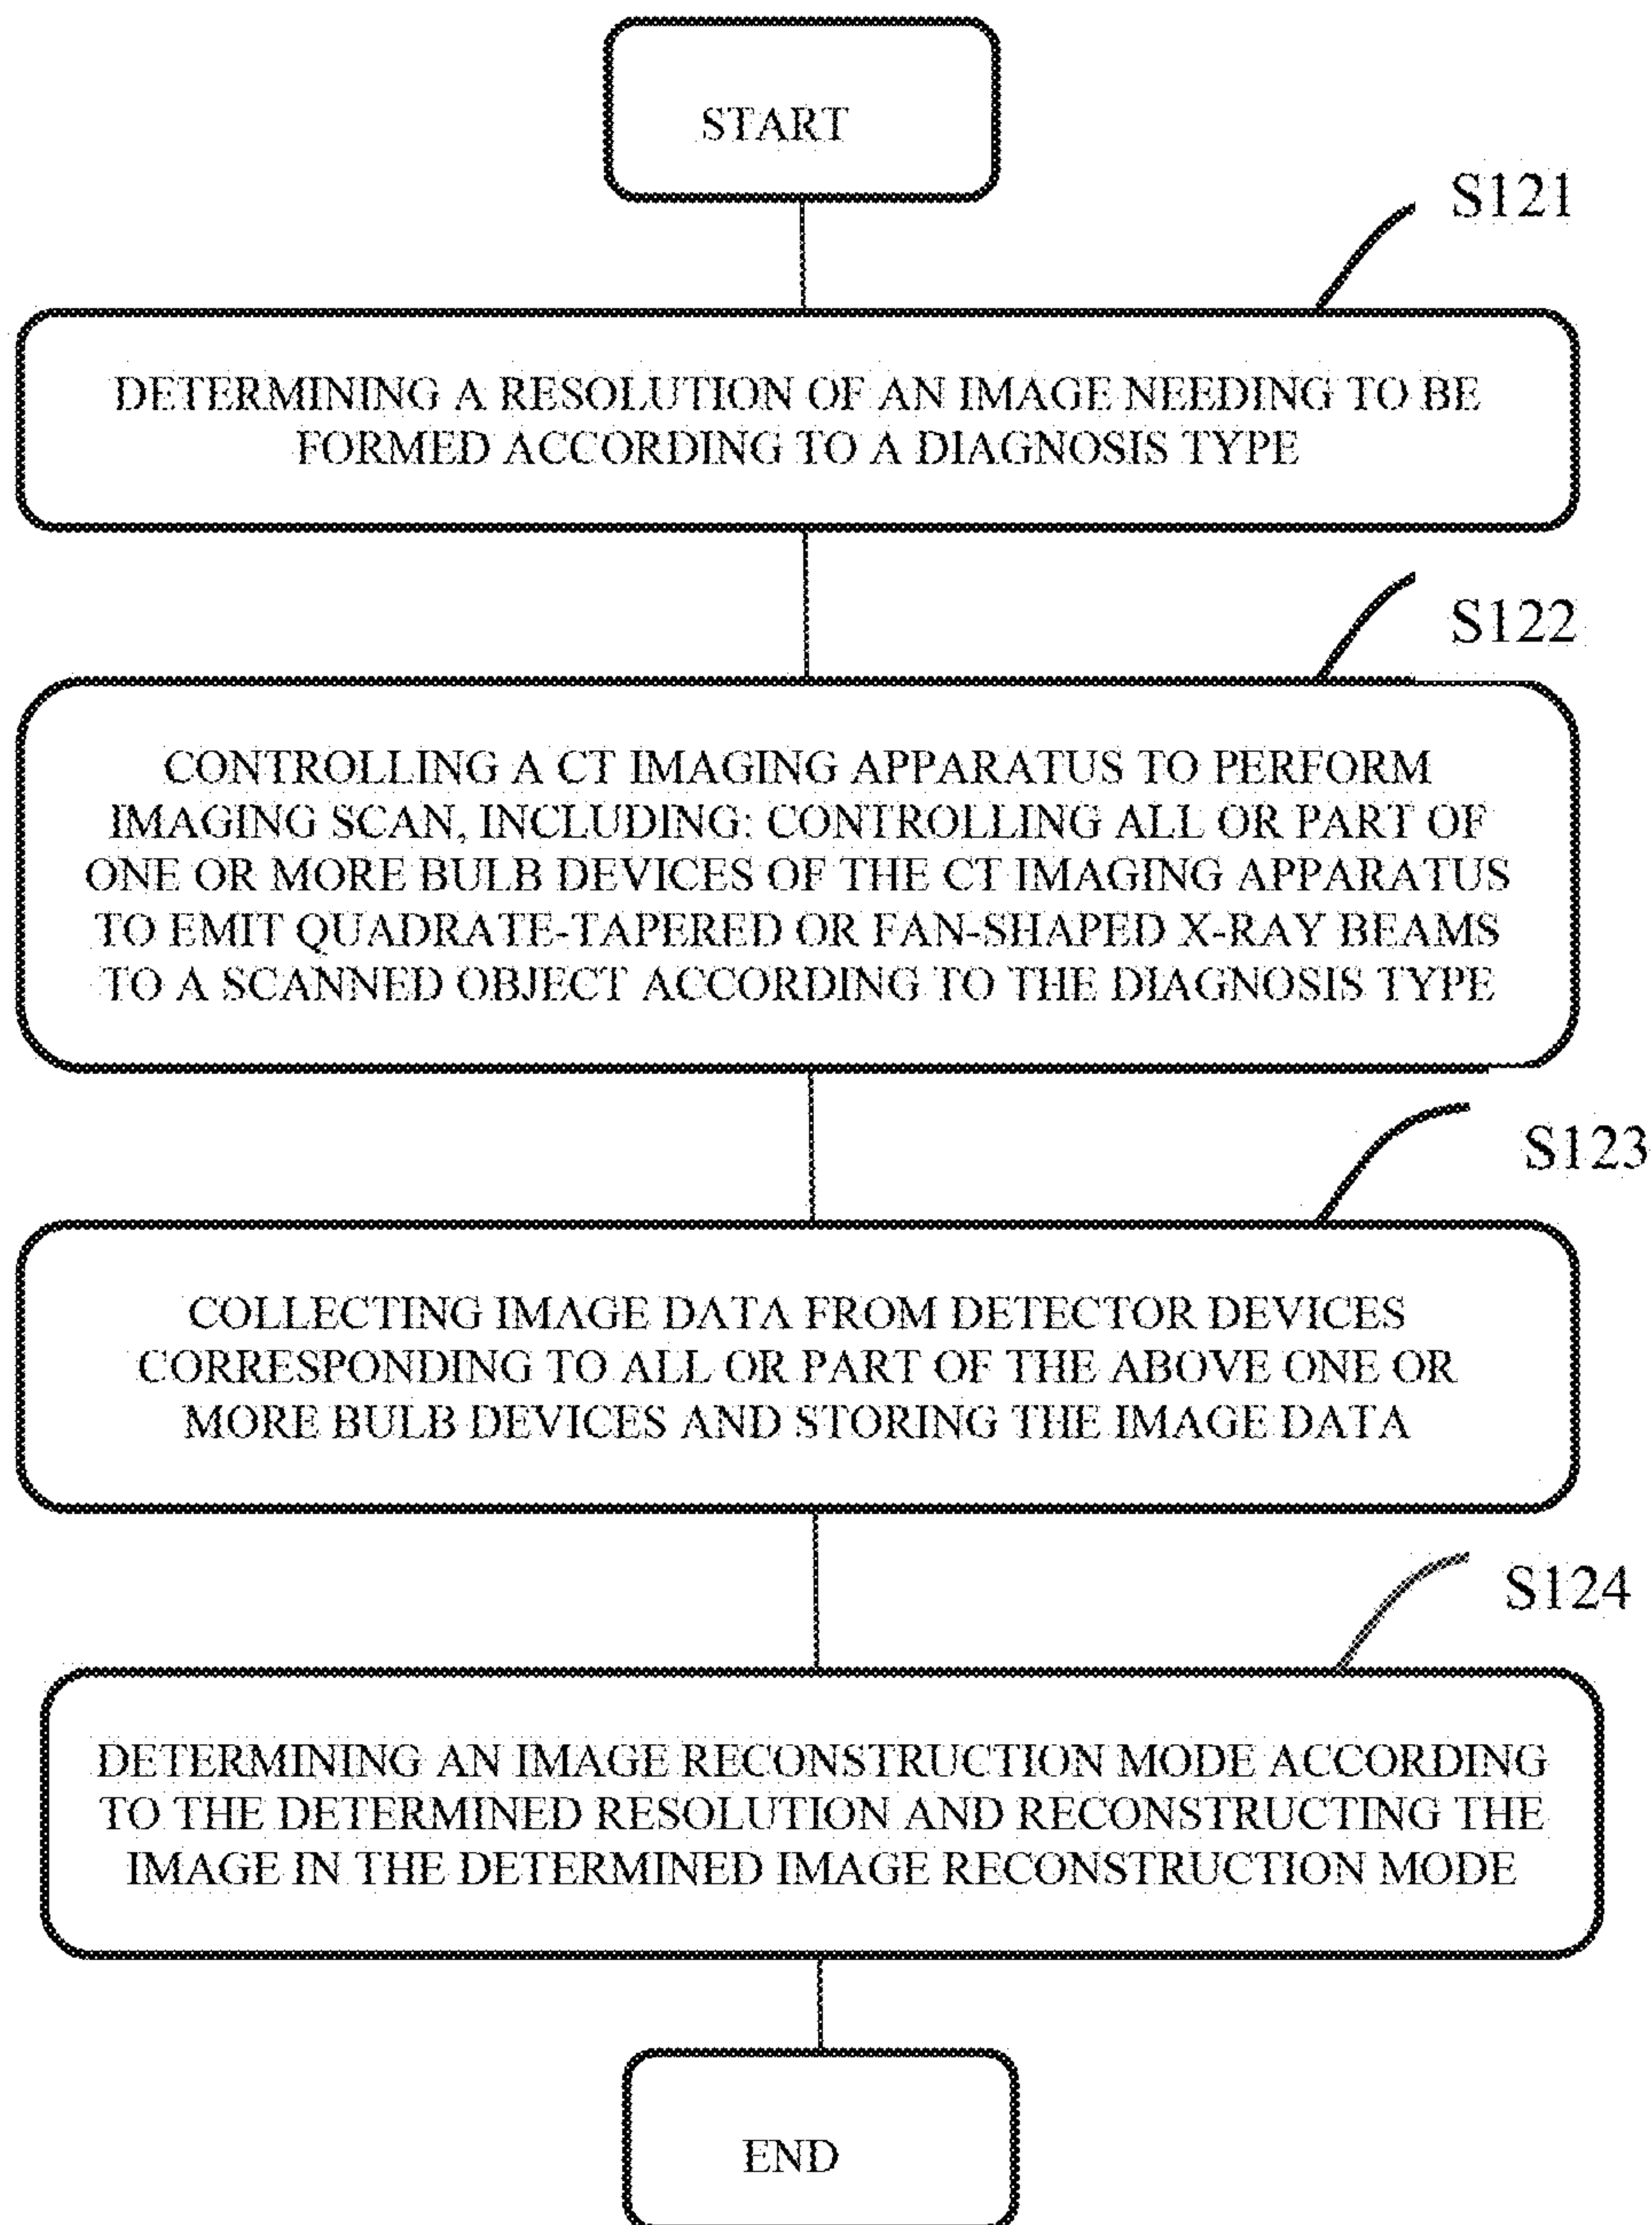 START
S121
DETERMINING A RESOLUTION OF AN IMAGE NEEDING TO BE
FORMED ACCORDING TO A DIAGNOSIS TYPE
S122
CONTROLLING A CT IMAGING APPARATUS TO PERFORM
IMAGING SCAN, INCLUDING: CONTROLLING ALL OR PART OF
ONE OR MORE BULB DEVICES OF THE CT IMAGING APPARATUS
TO EMIT QUADRATE-TAPERED OR FAN-SHAPED X-RAY BEAMS
TO A SCANNED OBJECT ACCORDING TO THE DIAGNOSIS TYPE
S123
COLLECTING IMAGE DATA FROM DETECTOR DEVICES
CORRESPONDING TO ALL OR PART OF THE ABOVE ONE OR
MORE BULB DEVICES AND STORING THE IMAGE DATA
S124
DETERMINING AN IMAGE RECONSTRUCTION MODE ACCORDING
TO THE DETERMINED RESOLUTION AND RECONSTRUCTING THE
IMAGE IN THE DETERMINED IMAGE RECONSTRUCTION MODE
END